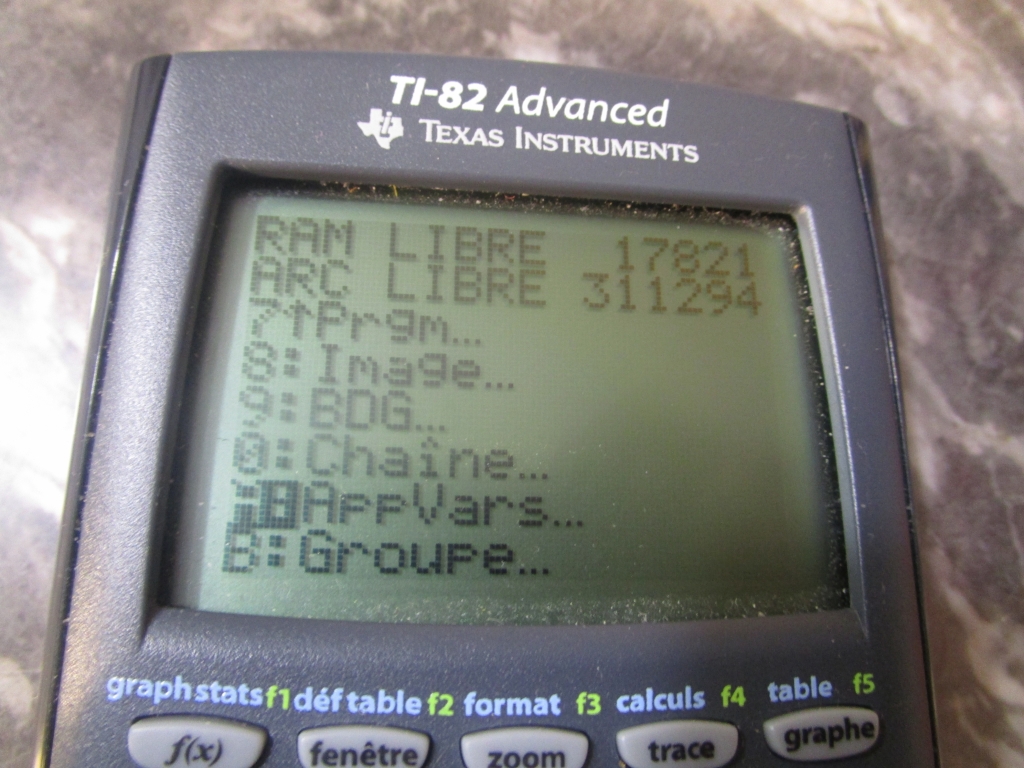 TI-82 Advanced
TEXAS INSTRUMENTS
RAM LIBRE 17821
ARC LIBRE 311294
7↑Prgm...
8:Image...
9:BDG...
0:Chaîne...
AppVars...
B:Groupe...
graph stats f1 déf table f2 format f3 calculs f4 table f5
f(x) fenêtre zoom trace graphe